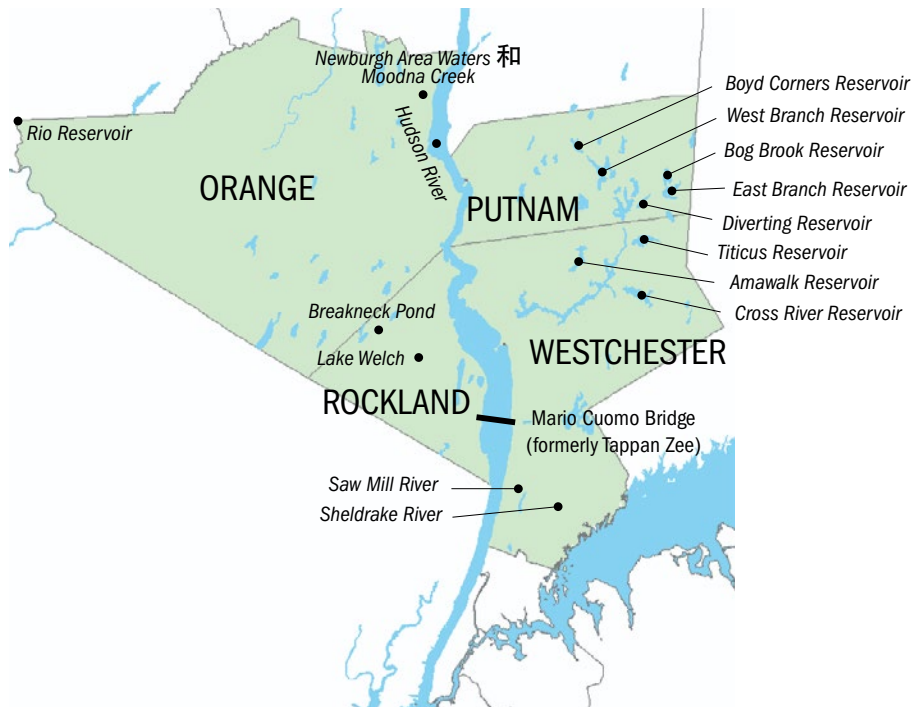 Newburgh Area Waters 和
Moodna Creek
Rio Reservoir
Hudson River
ORANGE
PUTNAM
Boyd Corners Reservoir
West Branch Reservoir
Bog Brook Reservoir
East Branch Reservoir
Diverting Reservoir
Titicus Reservoir
Amawalk Reservoir
Cross River Reservoir
Breakneck Pond
Lake Welch
WESTCHESTER
ROCKLAND
Mario Cuomo Bridge
(formerly Tappan Zee)
Saw Mill River
Sheldrake River